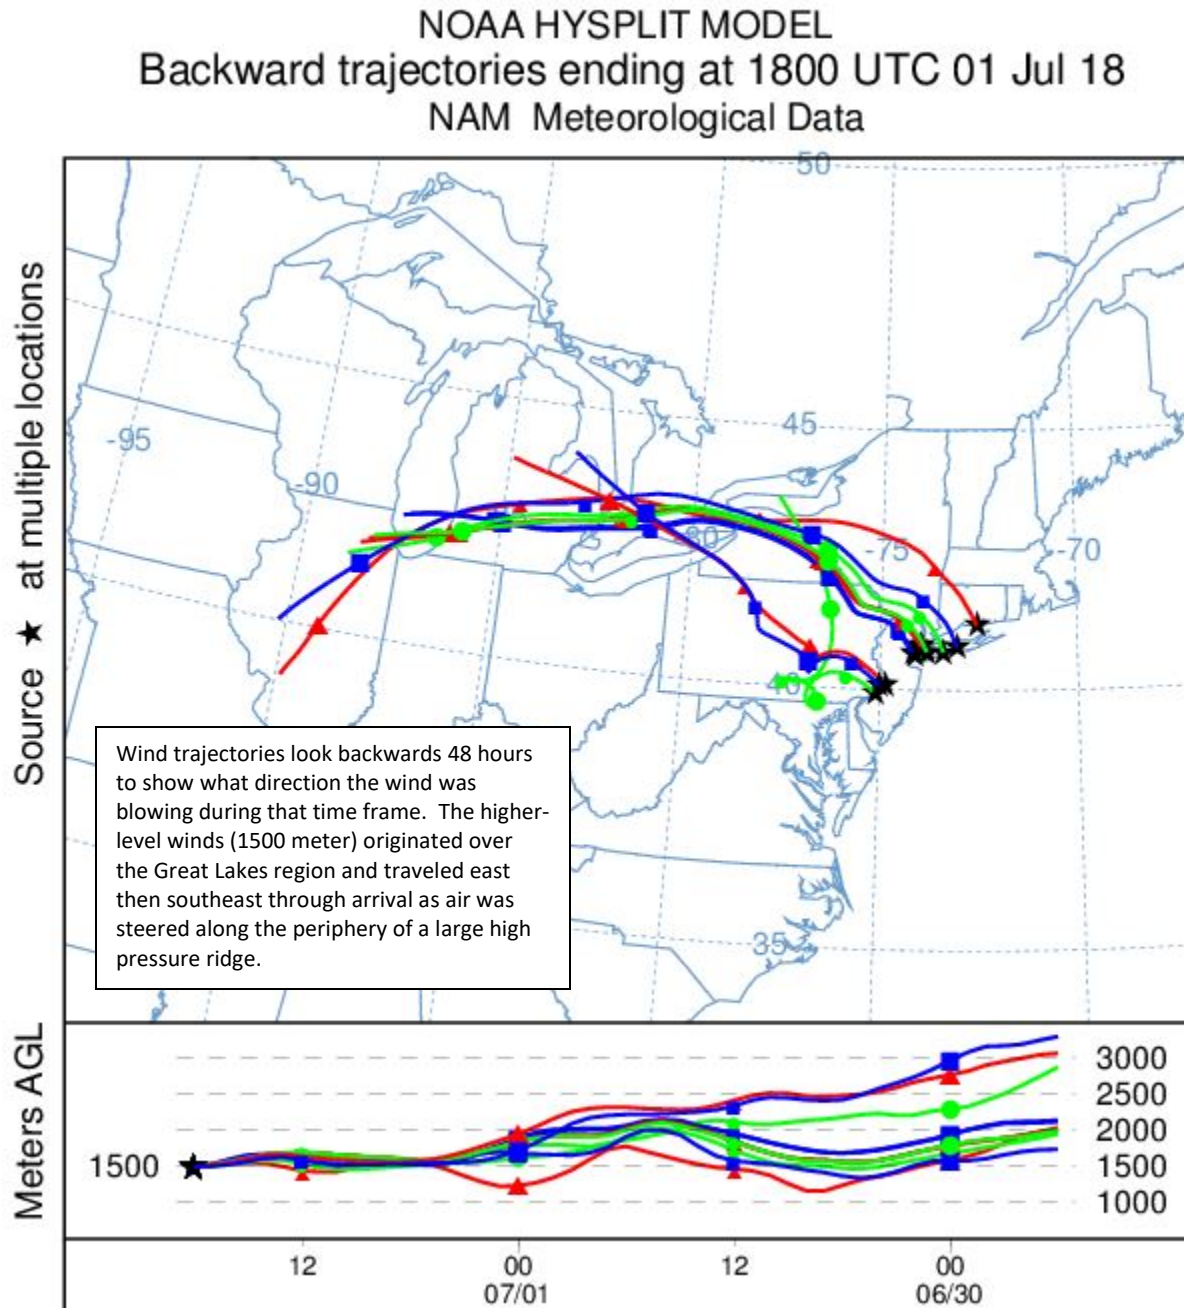 NOAA HYSPLIT MODEL
Backward trajectories ending at 1800 UTC 01 Jul 18
NAM Meteorological Data
Source ★ at multiple locations
50
45
-95
-90
-80
-75
-70
40
35
Wind trajectories look backwards 48 hours
to show what direction the wind was
blowing during that time frame. The higher-
level winds (1500 meter) originated over
the Great Lakes region and traveled east
then southeast through arrival as air was
steered along the periphery of a large high
pressure ridge.
Meters AGL
1500
3000
2500
2000
1500
1000
12
00
12
00
07/01
06/30